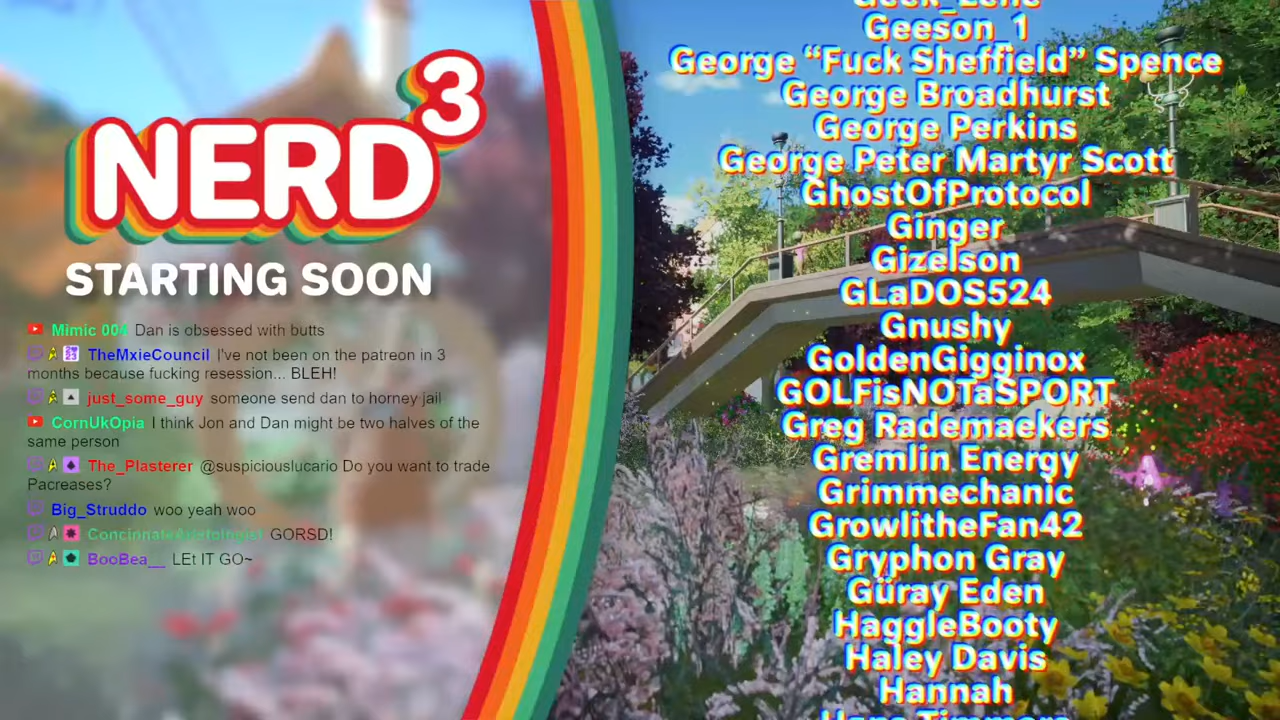 NERD³
STARTING SOON
Mimic 004 Dan is obsessed with butts
TheMxieCouncil I've not been on the patreon in 3
months because fucking resession... BLEH!
just_some_guy someone send dan to horney jail
CornUkOpia I think Jon and Dan might be two halves of the
same person
The_Plasterer @suspiciouslucario Do you want to trade
Pacreases?
Big_Struddo woo yeah woo
GORSD!
BooBea__ LEt IT GO~
Geeson_1
George “Fuck Sheffield” Spence
George Broadhurst
George Perkins
George Peter Martyr Scott
GhostOfProtocol
Ginger
Gizelson
GLaDOS524
Gnushy
GoldenGigginox
GOLFisNOTaSPORT
Greg Rademaekers
Gremlin Energy
Grimmechanic
GrowlitheFan42
Gryphon Gray
Güray Eden
HaggleBooty
Haley Davis
Hannah